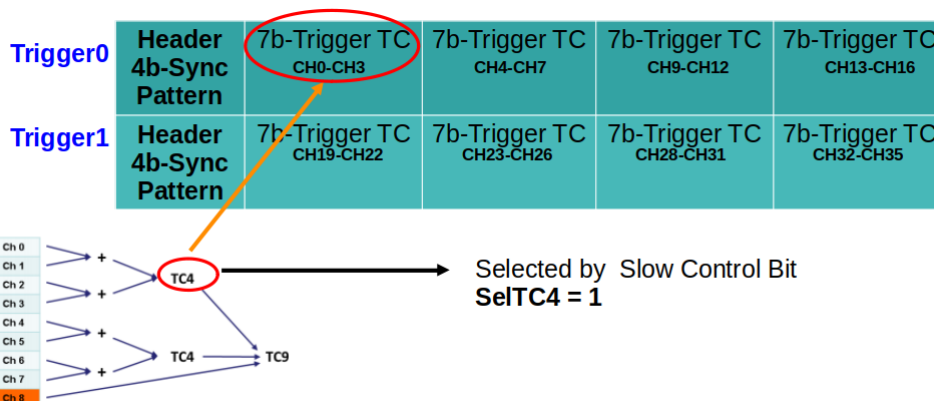 Trigger0
Header
4b-Sync
Pattern
7b-Trigger TC
CH0-CH3
7b-Trigger TC
CH4-CH7
7b-Trigger TC
CH9-CH12
7b-Trigger TC
CH13-CH16
Trigger1
Header
4b-Sync
Pattern
7b-Trigger TC
CH19-CH22
7b-Trigger TC
CH23-CH26
7b-Trigger TC
CH28-CH31
7b-Trigger TC
CH32-CH35
Ch 0
Ch 1
Ch 2
Ch 3
Ch 4
Ch 5
Ch 6
Ch 7
Ch 8
+
+
+
+
TC4
TC4
TC9
Selected by Slow Control Bit
SelTC4 = 1